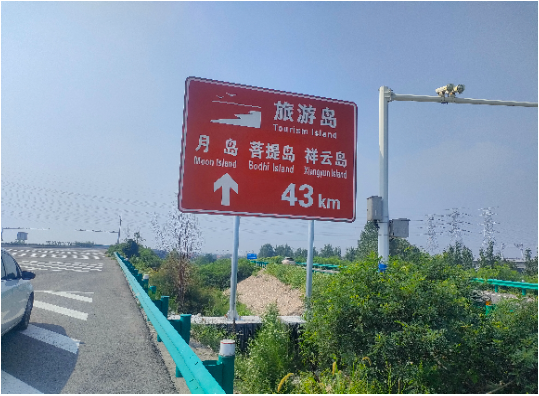 旅游岛
Tourism Island
月岛 菩提岛 祥云岛
Moon Island Bodhi Island Xiangyun Island
43 km